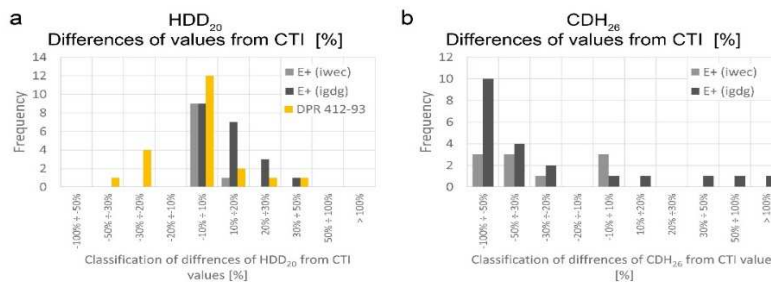 a
HDD₂₀
Differences of values from CTI [%]
14
12
10
8
6
4
2
0
Frequency
E+ (iwec)
E+ (igdg)
DPR 412-93
-100% ÷ -50%
-50% ÷-30%
-30% ÷-20%
-20% ÷-10%
-10% ÷ 10%
10% ÷20%
20% ÷30%
30% ÷ 50%
50% ÷ 100%
> 100%
Classification of diffrences of HDD₂₀ from CTI
values [%]
b
CDH₂₆
Differences of values from CTI [%]
12
10
8
6
4
2
0
Frequency
E+ (iwec)
E+ (igdg)
-100% ÷ -50%
-50% ÷-30%
-30% ÷-20%
-20% ÷-10%
-10% ÷ 10%
10% ÷20%
20% ÷30%
30% ÷ 50%
50% ÷ 100%
> 100%
Classification of diffrences of CDH₂₆ from CTI value
[%]